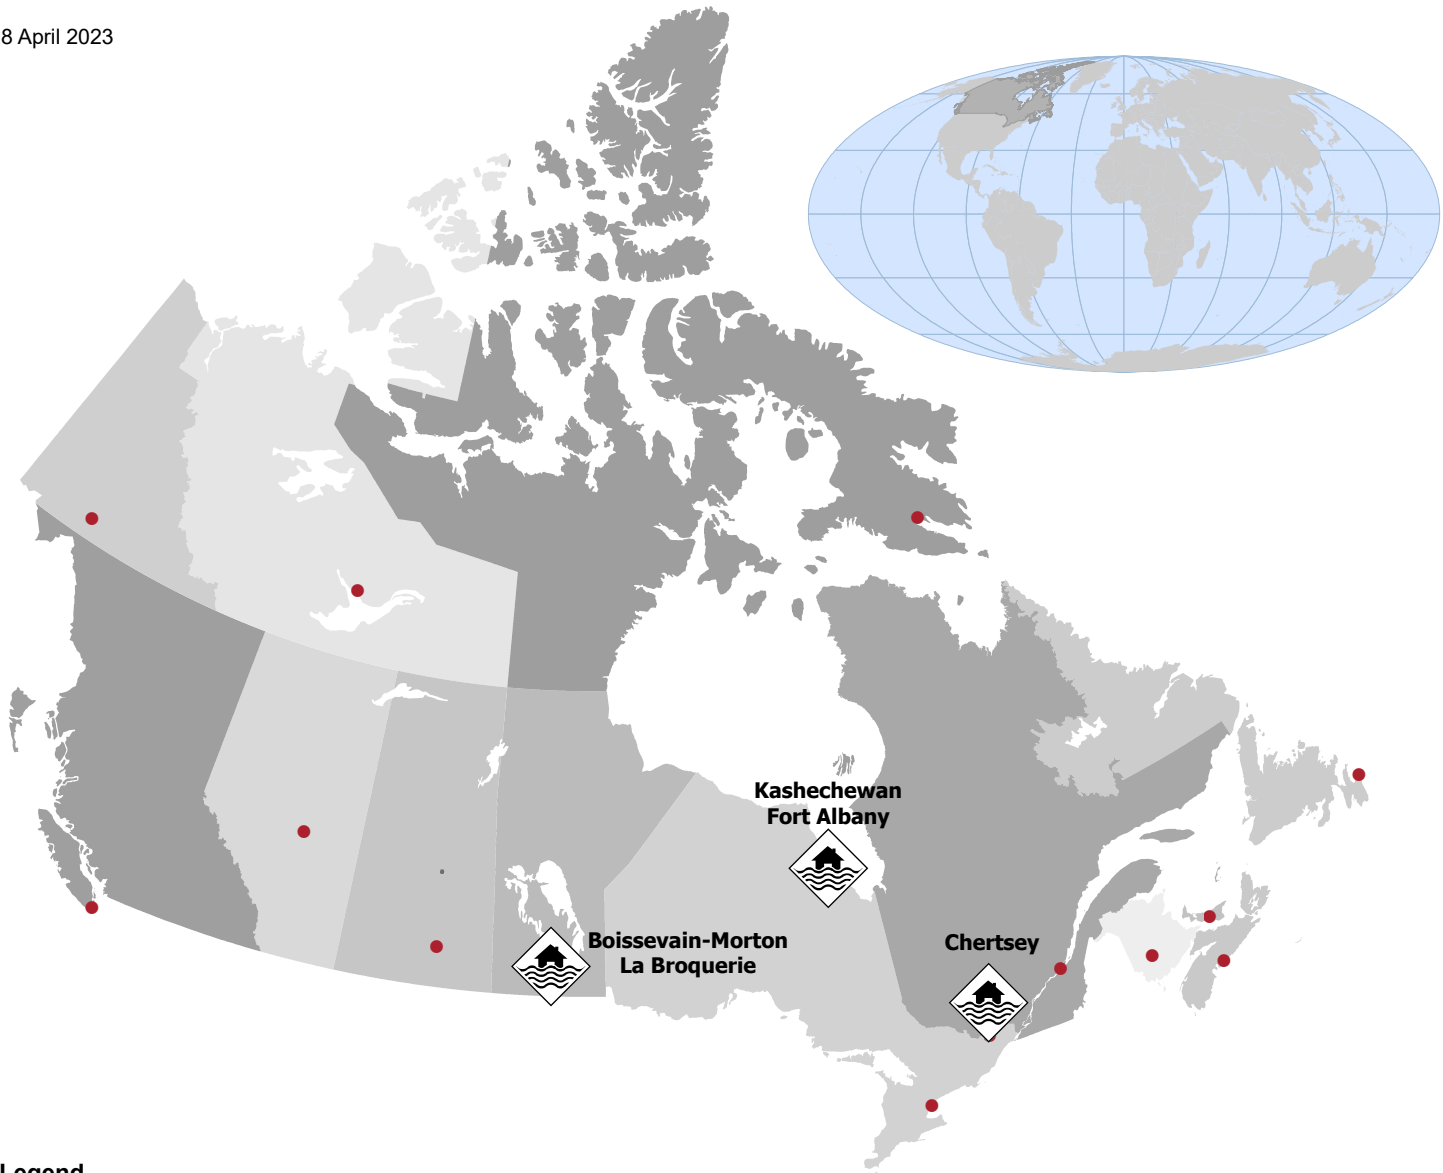 8 April 2023
Kashechewan
Fort Albany
Boissevain-Morton
La Broquerie
Chertsey
Legend